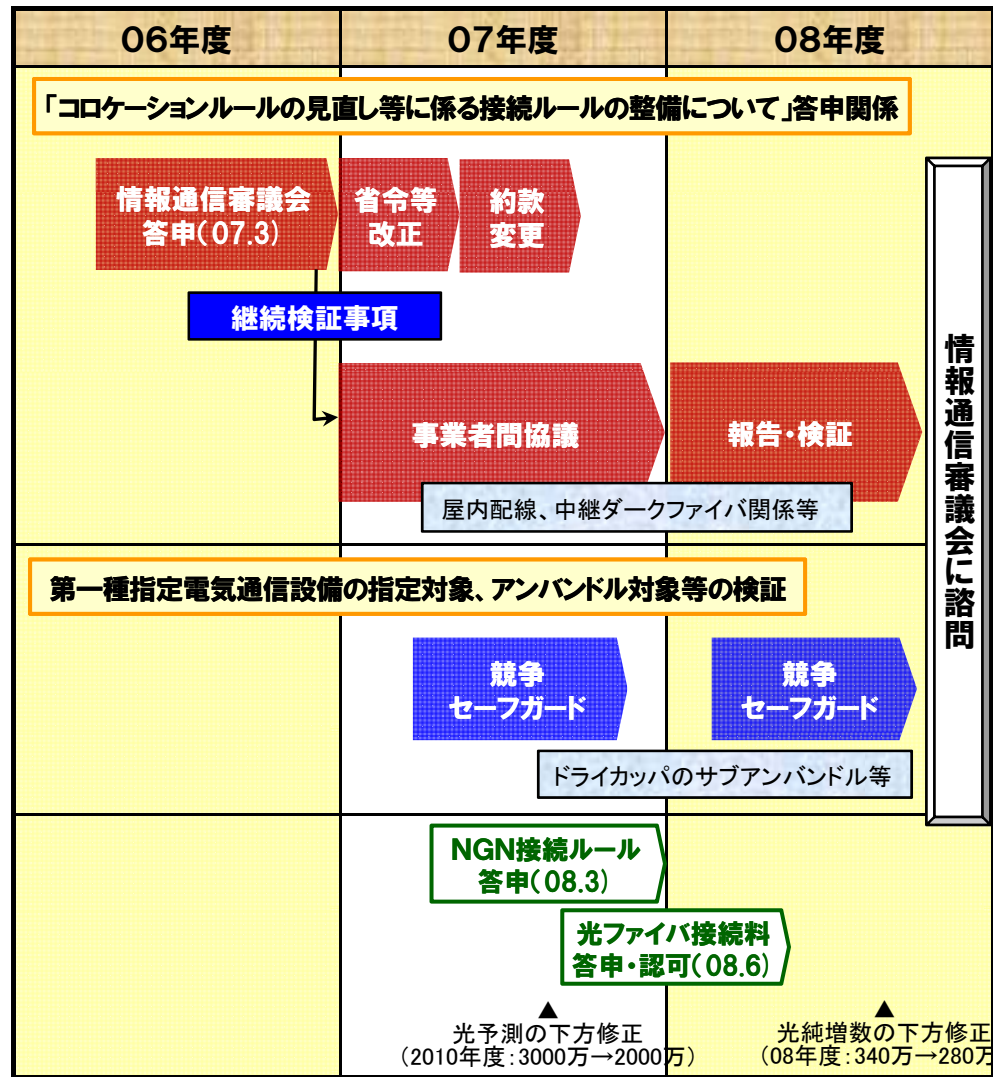 06年度
07年度
08年度
「コロケーションルールの見直し等に係る接続ルールの整備について」答申関係
情報通信審議会
答申(07.3)
省令等
改正
約款
変更
継続検証事項
事業者間協議
報告・検証
屋内配線、中継ダークファイバ関係等
情報通信審議会に諮問
第一種指定電気通信設備の指定対象、アンバンドル対象等の検証
競争
セーフガード
競争
セーフガード
ドライカッパのサブアンバンドル等
NGN接続ルール
答申(08.3)
光ファイバ接続料
答申・認可(08.6)
▲
光予測の下方修正
(2010年度:3000万→2000万)
▲
光純増数の下方修正
(08年度:340万→280万